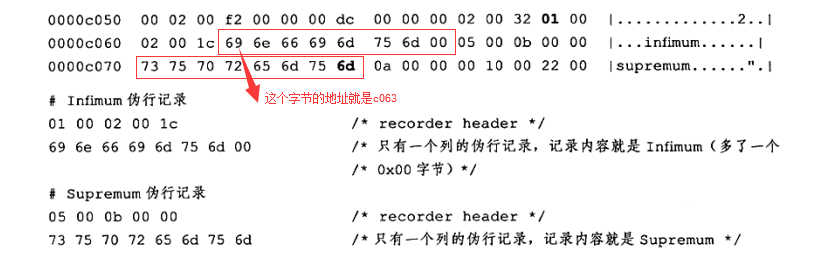 0000c050 00 02 00 f2 00 00 00 dc 00 00 00 02 00 32 01 00 |.............2..|
0000c060 02 00 1c 69 6e 66 69 6d 75 6d 00 05 00 0b 00 00 |...infimum......|
0000c070 73 75 70 72 65 6d 75 6d 0a 00 00 00 10 00 22 00 |supremum......".|
这个字节的地址就是c063
# Infimum 伪行记录
01 00 02 00 1c /* recorder header */
69 6e 66 69 6d 75 6d 00 /* 只有一个列的伪行记录，记录内容就是 Infimum（多了一个
/* 0x00 字节）*/
# Supremum 伪行记录
05 00 0b 00 00 /* recorder header */
73 75 70 72 65 6d 75 6d /* 只有一个列的伪行记录，记录内容就是 Supremum */